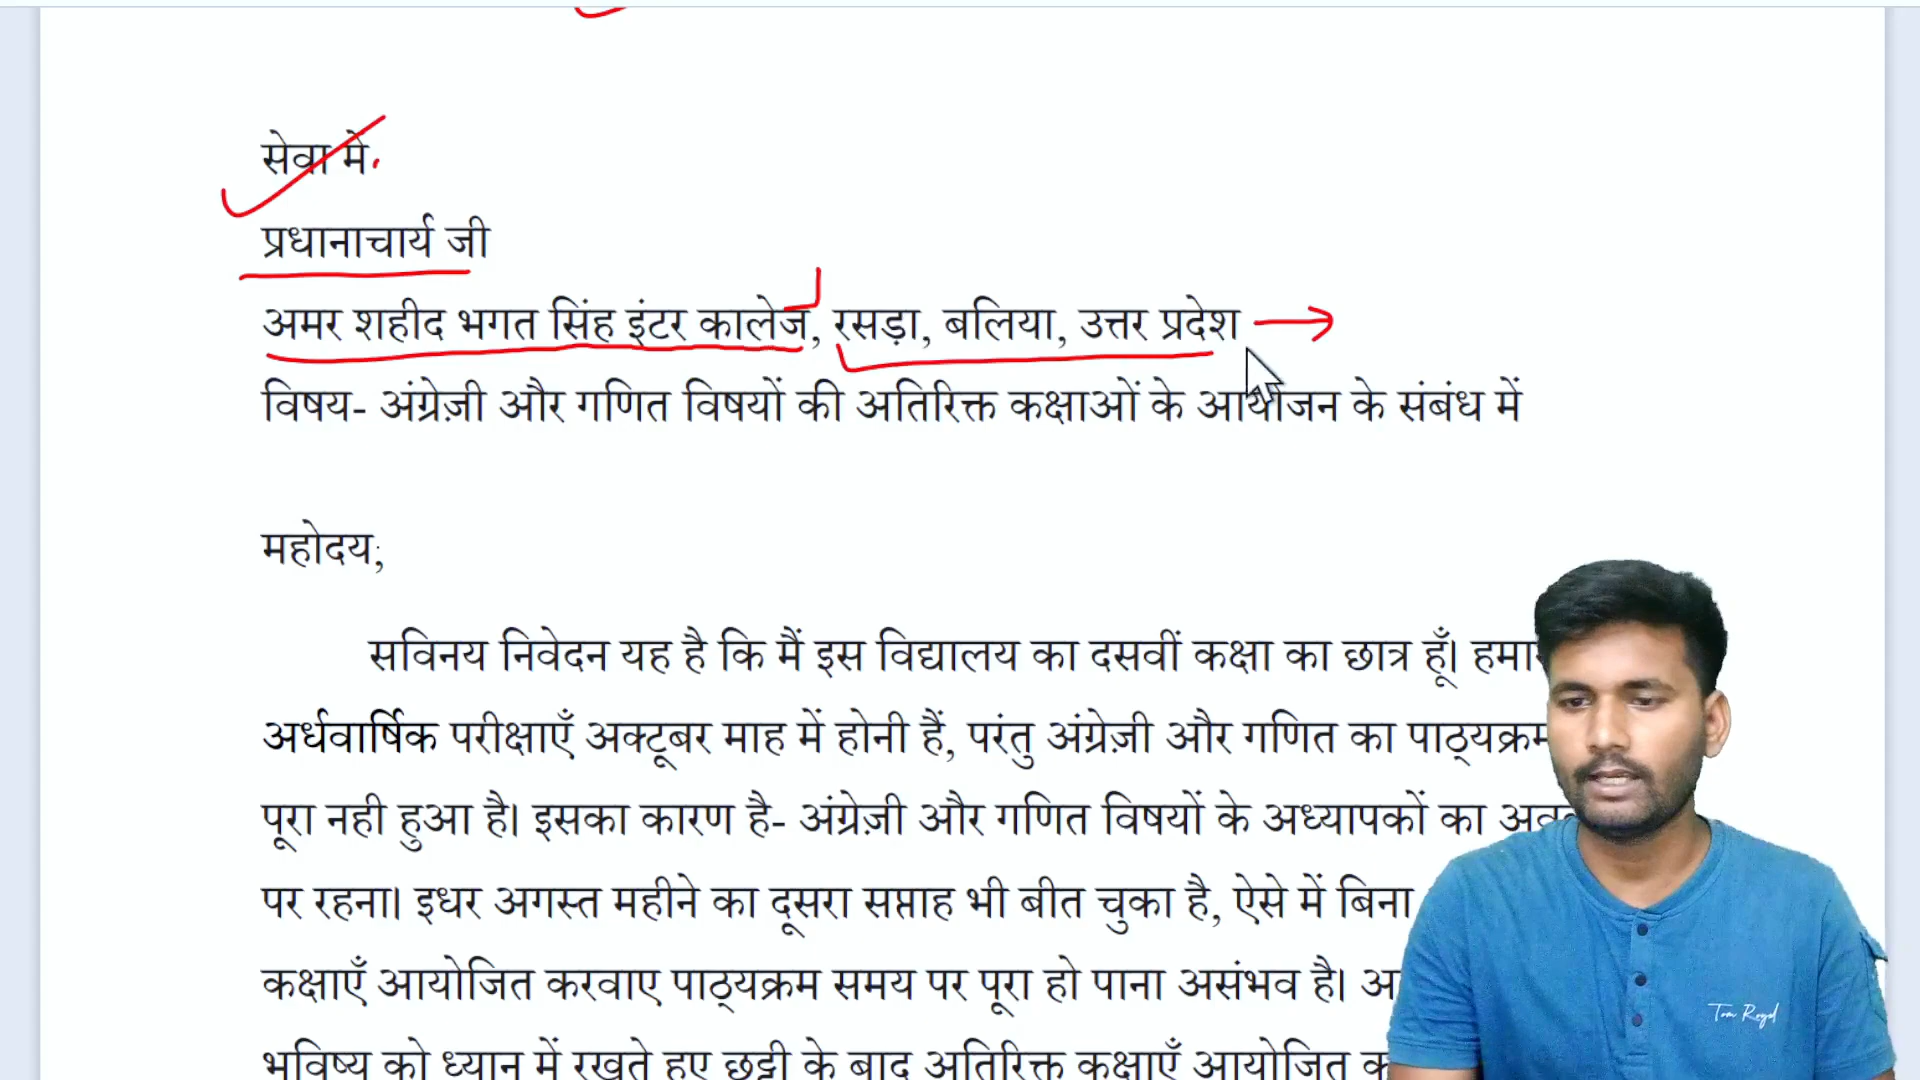 सेवा में
प्रधानाचार्य जी
अमर शहीद भगत सिंह इंटर कालेज, रसड़ा, बलिया, उत्तर प्रदेश
विषय- अंग्रेज़ी और गणित विषयों की अतिरिक्त कक्षाओं के आयोजन के संबंध में
महोदय;
सविनय निवेदन यह है कि मैं इस विद्यालय का दसवीं कक्षा का छात्र हूँ।
अर्धवार्षिक परीक्षाएँ अक्टूबर माह में होनी हैं, परंतु अंग्रेज़ी और गणित का पाठ्यक्रम
पूरा नही हुआ है। इसका कारण है- अंग्रेज़ी और गणित विषयों के अध्यापकों का
पर रहना। इधर अगस्त महीने का दूसरा सप्ताह भी बीत चुका है, ऐसे में बिना
कक्षाएँ आयोजित करवाए पाठ्यक्रम समय पर पूरा हो पाना असंभव है।
भविष्य को ध्यान में रखते हुए छुट्टी के बाद अतिरिक्त कक्षाएँ आयोजित
Tom Royal